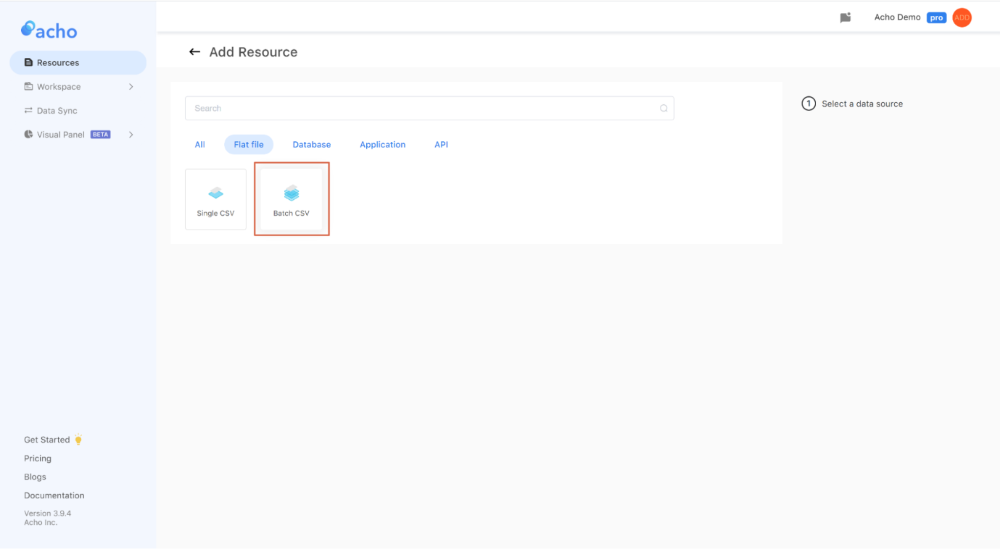 acho
Acho Demo pro ADD
Resources
Workspace
Data Sync
Visual Panel BETA
Get Started
Pricing
Blogs
Documentation
Version 3.9.4
Acho Inc.
Add Resource
Search
All Flat file Database Application API
Single CSV Batch CSV
1 Select a data source